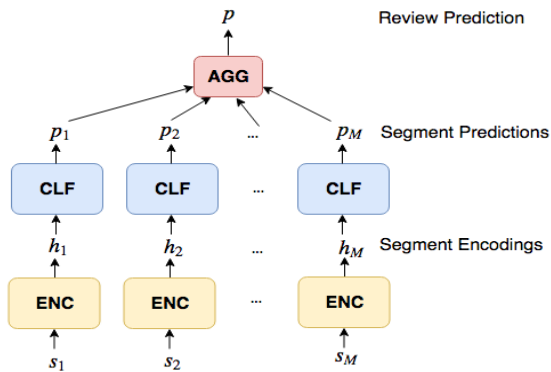 p Review Prediction
AGG
p1 p2 ... pM Segment Predictions
CLF CLF ... CLF
h1 h2 ... hM Segment Encodings
ENC ENC ... ENC
s1 s2 sM